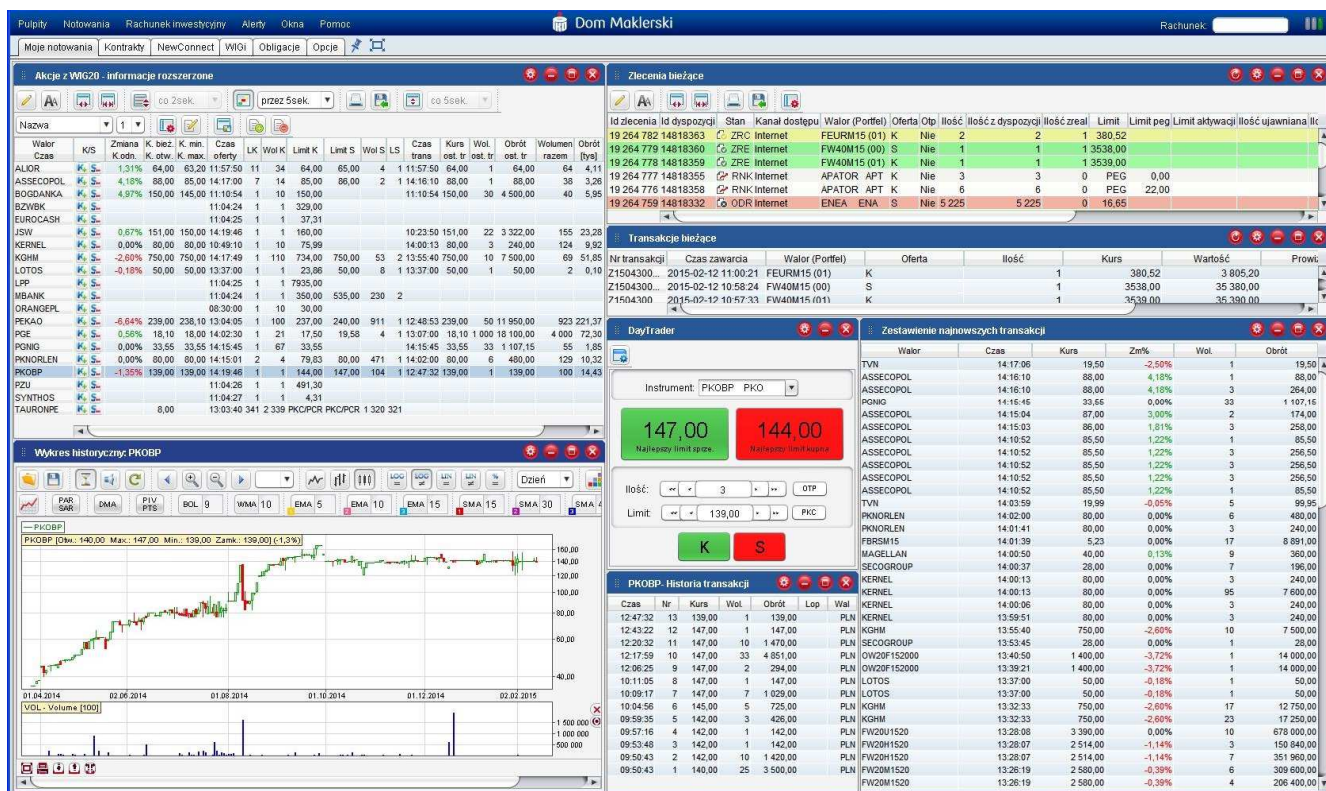 Pulpity Notowania Rachunek inwestycyjny Alerty Okna Pomoc Dom Maklerski Rachunek:
Moje notowania Kontrakty NewConnect WIGi Obligacje Opcje
Akcje z WIG20 - informacje rozszerzone
co 2sek. przez 5sek. co 5sek.
Nazwa 1
Walor Czas K/S Zmiana K.odn. K. bież. K. otw. K. min. K. max. Czas oferty LK Wol K Limit K Limit S Wol S LS Czas trans Kurs ost. tr Wol. ost. tr Obrót ost. tr Wolumen razem Obrót [tys]
ALIOR K S 1,31% 64,00 63,20 11:57:50 11 34 64,00 65,00 4 1 11:57:50 64,00 1 64,00 64 4,11
ASSECOPOL K S 4,18% 88,00 85,00 14:17:00 7 14 85,00 86,00 2 1 14:16:10 88,00 1 88,00 38 3,26
BOGDANKA K S 4,97% 150,00 145,00 11:10:54 1 10 150,00 11:10:54 150,00 30 4 500,00 40 5,95
BZWBK K S 11:04:24 1 1 329,00
EUROCASH K S 11:04:25 1 1 37,31
JSW K S 0,67% 151,00 150,00 14:19:46 1 1 160,00 10:23:50 151,00 22 3 322,00 155 23,28
KERNEL K S 0,00% 80,00 80,00 10:49:10 1 10 75,99 14:00:13 80,00 3 240,00 124 9,92
KGHM K S -2,60% 750,00 750,00 14:17:49 1 110 734,00 750,00 53 2 13:55:40 750,00 10 7 500,00 69 51,85
LOTOS K S -0,18% 50,00 50,00 13:37:00 1 1 23,86 50,00 8 1 13:37:00 50,00 1 50,00 2 0,10
LPP K S 11:04:25 1 1 7935,00
MBANK K S 11:04:24 1 1 350,00 535,00 230 2
ORANGEPL K S 08:30:00 1 10 30,00
PEKAO K S -6,64% 239,00 238,10 13:04:05 1 100 237,00 240,00 911 1 12:48:53 239,00 50 11 950,00 923 221,37
PGE K S 0,56% 18,10 18,00 14:02:30 1 21 17,50 19,58 4 1 13:07:00 18,10 1 000 18 100,00 4 000 72,30
PGNIG K S 0,00% 33,55 33,55 14:15:45 1 67 33,55 14:15:45 33,55 33 1 107,15 55 1,85
PKNORLEN K S 0,00% 80,00 80,00 14:15:01 2 4 79,83 80,00 471 1 14:02:00 80,00 6 480,00 129 10,32
PKOBP K S -1,35% 139,00 139,00 14:19:46 1 1 144,00 147,00 104 1 12:47:32 139,00 1 139,00 100 14,43
PZU K S 11:04:26 1 1 491,30
SYNTHOS K S 11:04:27 1 1 4,31
TAURONPE K S 8,00 13:03:40 341 2 339 PKC/PCR PKC/PCR 1 320 321
Zlecenia bieżące
Id zlecenia Id dyspozycji Stan Kanał dostępu Walor (Portfel) Oferta Otp Ilość Ilość z dyspozycji Ilość zreal Limit Limit peg Limit aktywacji Ilość ujawniana
19 264 782 14818363 ZRC Internet FEURM15 (01) K Nie 2 2 1 380,52
19 264 779 14818360 ZRE Internet FW40M15 (00) S Nie 1 1 1 3538,00
19 264 778 14818359 ZRE Internet FW40M15 (01) K Nie 1 1 1 3539,00
19 264 777 14818355 RNK Internet APATOR APT K Nie 3 3 0 PEG 0,00
19 264 776 14818358 RNK Internet APATOR APT K Nie 6 6 0 PEG 22,00
19 264 759 14818332 ODR Internet ENEA ENA S Nie 5 225 5 225 0 16,65
Transakcje bieżące
Nr transakcji Czas zawarcia Walor (Portfel) Oferta Ilość Kurs Wartość Prowiz
Z1504300... 2015-02-12 11:00:21 FEURM15 (01) K 1 380,52 3 805,20
Z1504300... 2015-02-12 10:58:24 FW40M15 (00) S 1 3538,00 35 380,00
Z1504300... 2015-02-12 10:57:33 FW40M15 (01) K 1 3539,00 35 390,00
DayTrader
Instrument: PKOBP PKO
147,00 144,00
Najlepszy limit sprze. Najlepszy limit kupna
Ilość: 3 OTP
Limit: 139,00 PKC
K S
PKOBP- Historia transakcji
Czas Nr Kurs Wol. Obrót Lop Wal
12:47:32 13 139,00 1 139,00 PLN
12:43:22 12 147,00 1 147,00 PLN
12:20:32 11 147,00 10 1 470,00 PLN
12:17:59 10 147,00 33 4 851,00 PLN
12:06:25 9 147,00 2 294,00 PLN
10:11:05 8 147,00 1 147,00 PLN
10:09:17 7 147,00 7 1 029,00 PLN
10:04:56 6 145,00 5 725,00 PLN
09:59:35 5 142,00 3 426,00 PLN
09:57:16 4 142,00 1 142,00 PLN
09:53:48 3 142,00 1 142,00 PLN
09:50:43 2 142,00 10 1 420,00 PLN
09:50:43 1 140,00 25 3 500,00 PLN
Zestawienie najnowszych transakcji
Walor Czas Kurs Zm% Wol. Obrót
TVN 14:17:06 19,50 -2,50% 1 19,50
ASSECOPOL 14:16:10 88,00 4,18% 1 88,00
ASSECOPOL 14:16:10 88,00 4,18% 3 264,00
PGNIG 14:15:45 33,55 0,00% 33 1 107,15
ASSECOPOL 14:15:04 87,00 3,00% 2 174,00
ASSECOPOL 14:15:03 86,00 1,81% 3 258,00
ASSECOPOL 14:10:52 85,50 1,22% 1 85,50
ASSECOPOL 14:10:52 85,50 1,22% 3 256,50
ASSECOPOL 14:10:52 85,50 1,22% 3 256,50
ASSECOPOL 14:10:52 85,50 1,22% 3 256,50
ASSECOPOL 14:10:52 85,50 1,22% 1 85,50
TVN 14:03:59 19,99 -0,05% 5 99,95
PKNORLEN 14:02:00 80,00 0,00% 6 480,00
PKNORLEN 14:01:41 80,00 0,00% 3 240,00
FBRSM15 14:01:39 5,23 0,00% 17 8 891,00
MAGELLAN 14:00:50 40,00 0,13% 9 360,00
SECOGROUP 14:00:37 28,00 0,00% 7 196,00
KERNEL 14:00:13 80,00 0,00% 3 240,00
KERNEL 14:00:13 80,00 0,00% 95 7 600,00
KERNEL 14:00:06 80,00 0,00% 3 240,00
KERNEL 13:59:51 80,00 0,00% 3 240,00
KGHM 13:55:40 750,00 -2,60% 10 7 500,00
SECOGROUP 13:53:45 28,00 0,00% 1 28,00
OW20F152000 13:40:50 1 400,00 -3,72% 1 14 000,00
OW20F152000 13:39:21 1 400,00 -3,72% 1 14 000,00
LOTOS 13:37:00 50,00 -0,18% 1 50,00
LOTOS 13:37:00 50,00 -0,18% 1 50,00
KGHM 13:32:33 750,00 -2,60% 17 12 750,00
KGHM 13:32:33 750,00 -2,60% 23 17 250,00
FW20U1520 13:28:08 3 390,00 0,00% 10 678 000,00
FW20H1520 13:28:07 2 514,00 -1,14% 3 150 840,00
FW20H1520 13:28:07 2 514,00 -1,14% 7 351 960,00
FW20M1520 13:26:19 2 580,00 -0,39% 6 309 600,00
FW20M1520 13:26:19 2 580,00 -0,39% 4 206 400,00
Wykres historyczny: PKOBP
LOG LOG LIN LIN % Dzień
PAR SAR DMA PIV PTS BOL 9 WMA 10 EMA 5 EMA 10 EMA 15 SMA 15 SMA 30 SMA
PKOBP
PKOBP [Otw.: 140,00 Max.: 147,00 Min.: 139,00 Zamk.: 139,00] (-1,3%)
160,00
140,00
120,00
100,00
80,00
60,00
40,00
01.04.2014 02.06.2014 01.08.2014 01.10.2014 01.12.2014 02.02.2015
VOL - Volume [100]
1 500 000
1 000 000
500 000